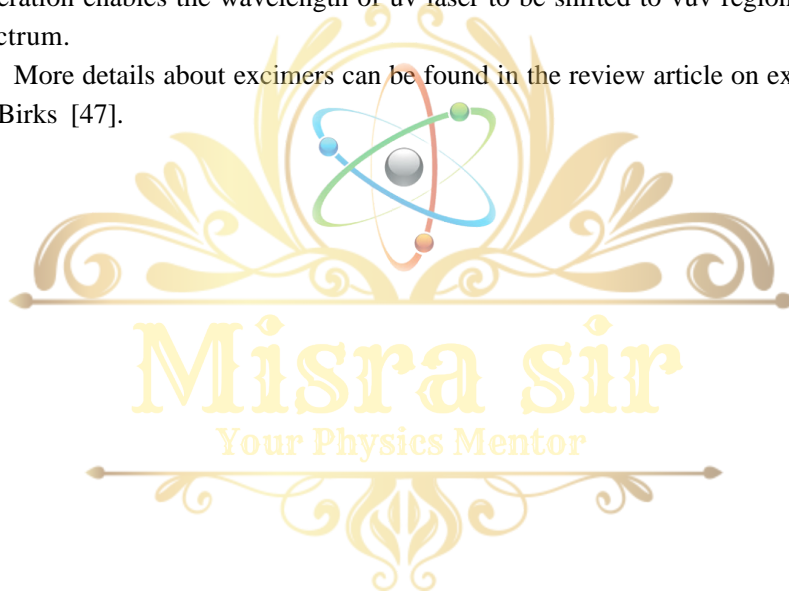 eration enables the wavelength of uv laser to be shifted to vuv region
ctrum.
More details about excimers can be found in the review article on ex
Birks [47].
Misra sir
Your Physics Mentor